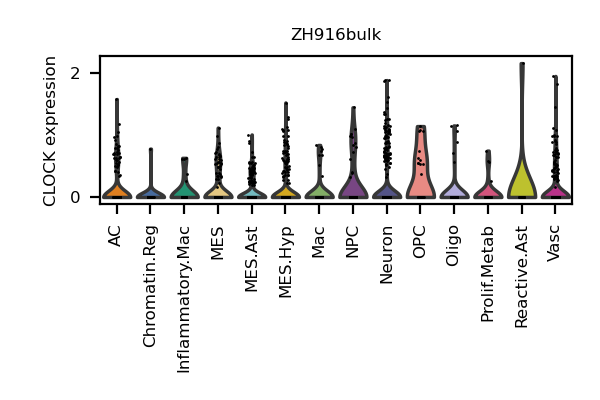 ZH916bulk
CLOCK expression
2
0
AC
Chromatin.Reg
Inflammatory.Mac
MES
MES.Ast
MES.Hyp
Mac
NPC
Neuron
OPC
Oligo
Prolif.Metab
Reactive.Ast
Vasc